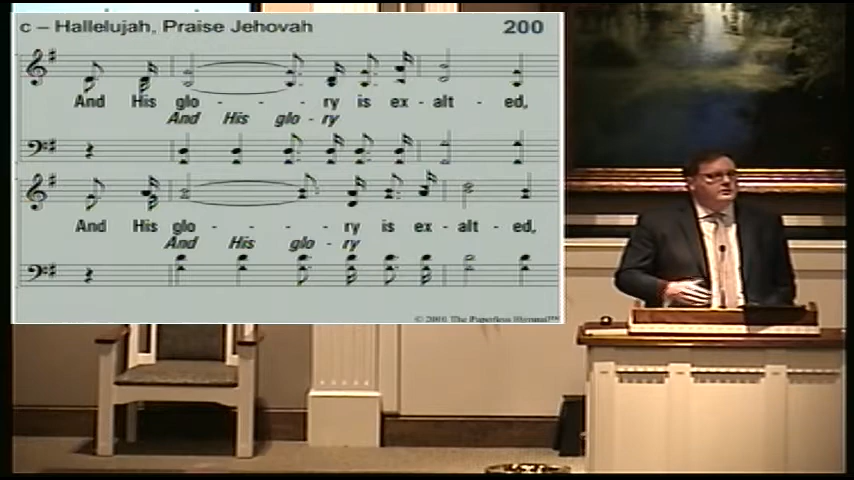 c – Hallelujah, Praise Jehovah 200
And His glo - - - - ry is ex - alt - ed,
And His glo - ry
And His glo - - - - ry is ex - alt - ed,
And His glo - ry
© 2010 The Paperless Hymnal™